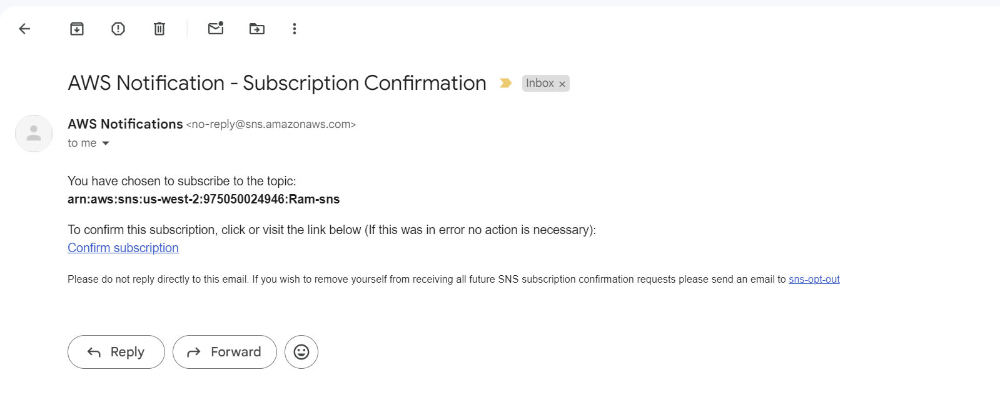 AWS Notification - Subscription Confirmation Inbox x
AWS Notifications <no-reply@sns.amazonaws.com>
to me
You have chosen to subscribe to the topic:
arn:aws:sns:us-west-2:975050024946:Ram-sns
To confirm this subscription, click or visit the link below (If this was in error no action is necessary):
Confirm subscription
Please do not reply directly to this email. If you wish to remove yourself from receiving all future SNS subscription confirmation requests please send an email to sns-opt-out
Reply Forward